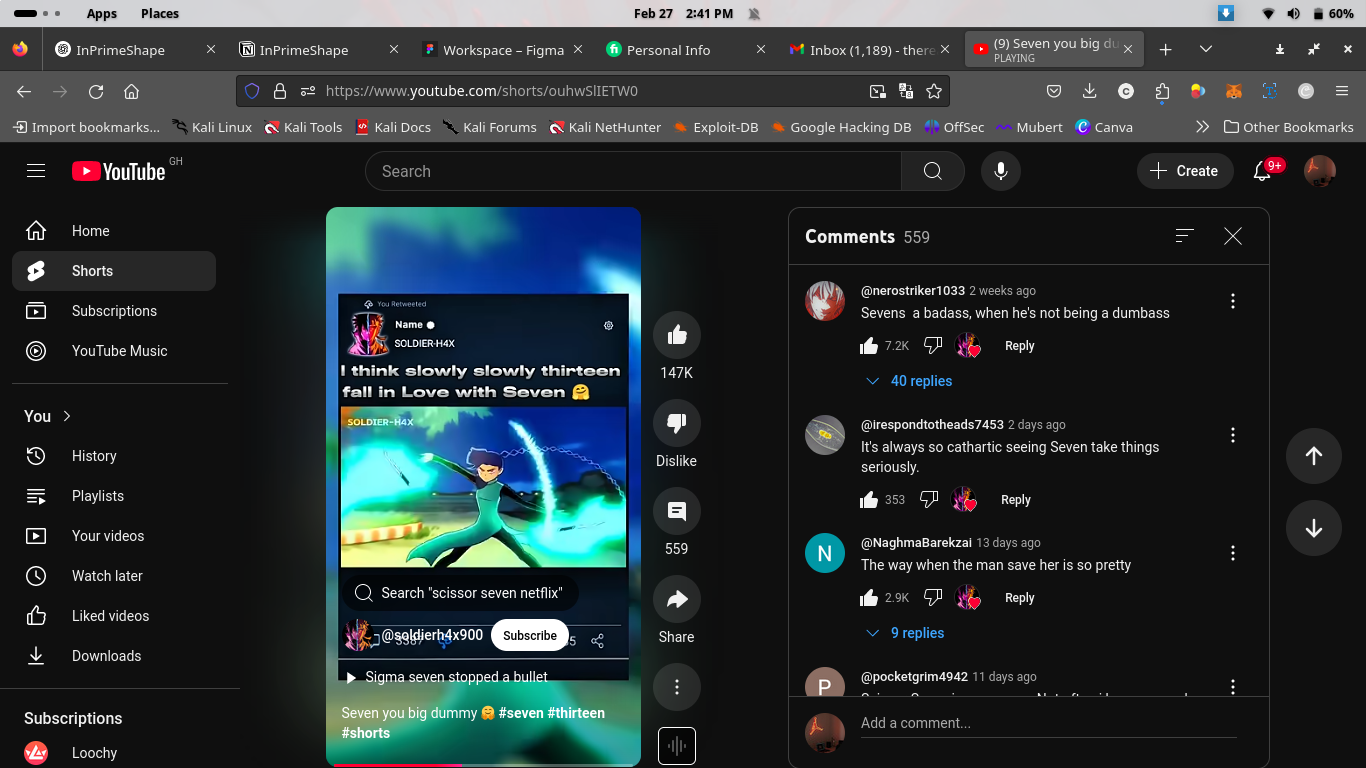 Apps Places Feb 27 2:41 PM 60%
InPrimeShape InPrimeShape Workspace – Figma Personal Info Inbox (1,189) - there (9) Seven you big du
PLAYING
https://www.youtube.com/shorts/ouhwSlIETW0
Import bookmarks... Kali Linux Kali Tools Kali Docs Kali Forums Kali NetHunter Exploit-DB Google Hacking DB OffSec Mubert Canva Other Bookmarks
YouTube GH
Search
Create
9+
Home
Shorts
Subscriptions
YouTube Music
You
History
Playlists
Your videos
Watch later
Liked videos
Downloads
Subscriptions
Loochy
You Retweeted
Name
SOLDIER-H4X
I think slowly slowly thirteen
fall in Love with Seven 🤗
SOLDIER-H4X
Search "scissor seven netflix"
@soldierh4x900 Subscribe
Sigma seven stopped a bullet
Seven you big dummy 🤗 #seven #thirteen
#shorts
147K
Dislike
559
Share
Comments 559
@nerostriker1033 2 weeks ago
Sevens a badass, when he's not being a dumbass
7.2K Reply
40 replies
@irespondtotheads7453 2 days ago
It's always so cathartic seeing Seven take things
seriously.
353 Reply
@NaghmaBarekzai 13 days ago
N
The way when the man save her is so pretty
2.9K Reply
9 replies
@pocketgrim4942 11 days ago
P
Add a comment...